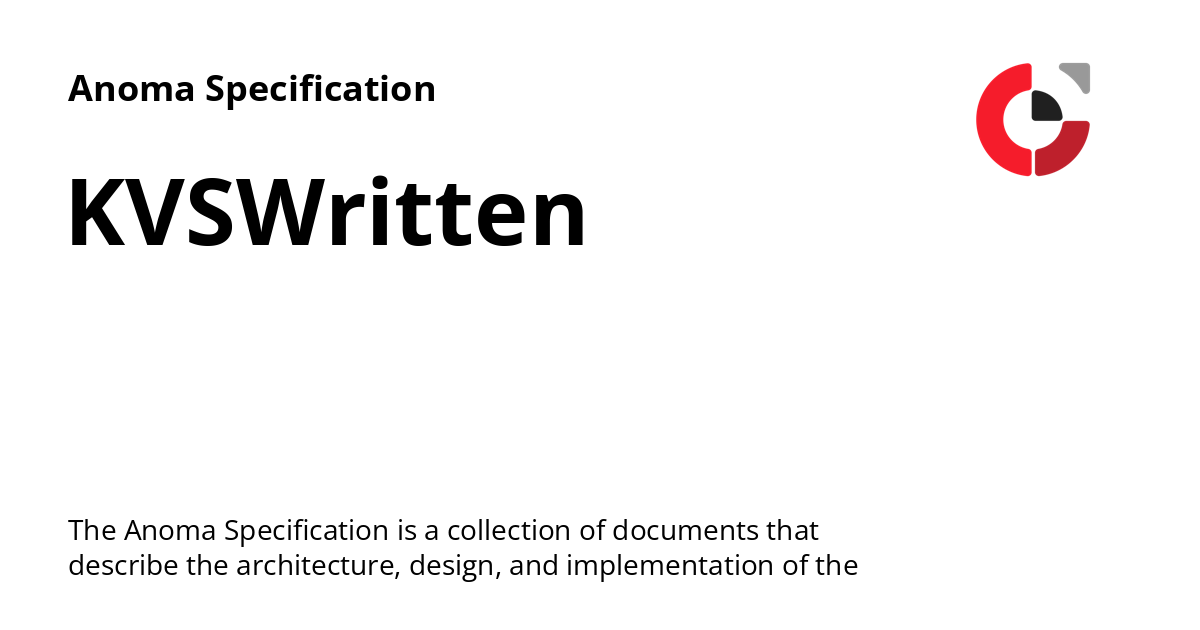 Anoma Specification
KVSWritten
The Anoma Specification is a collection of documents that
describe the architecture, design, and implementation of the